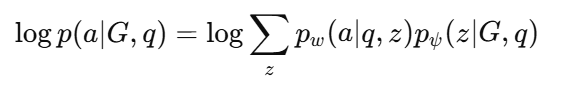 log p(a|G, q) = log ∑_z p_w(a|q, z)p_ψ(z|G, q)